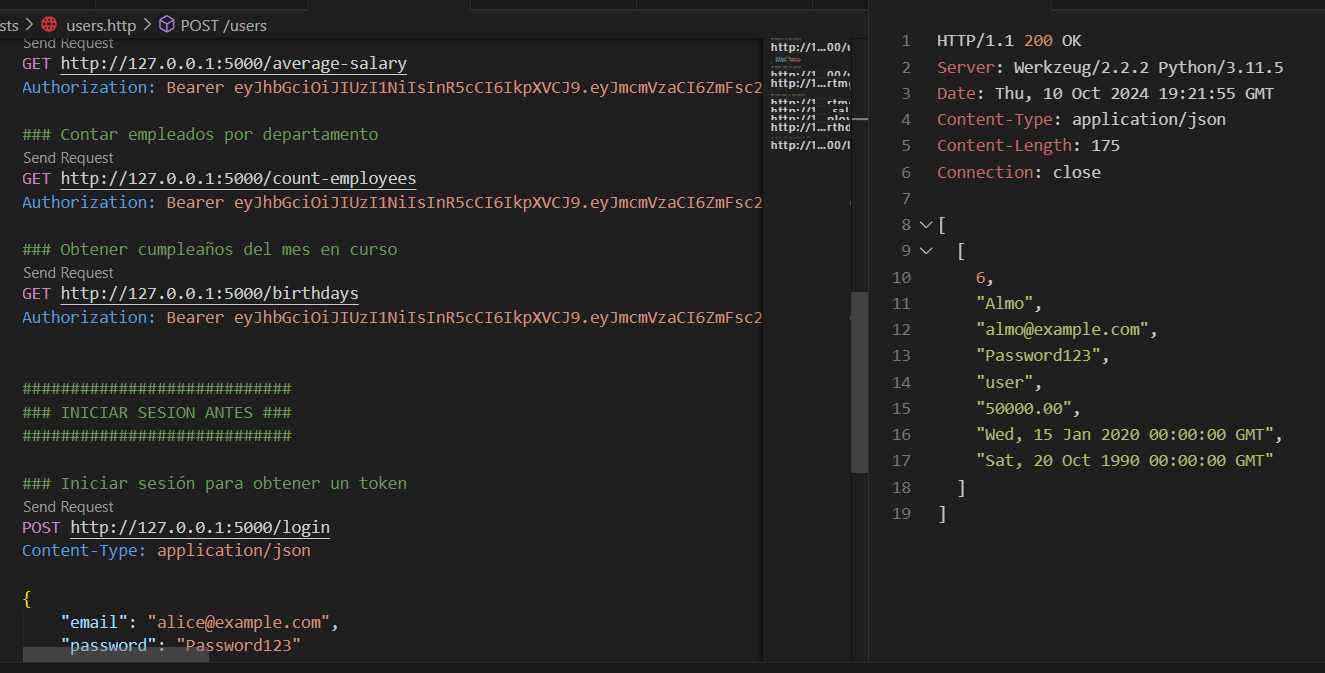 sts > users.http > POST /users
Send Request
GET http://127.0.0.1:5000/average-salary
Authorization: Bearer eyJhbGciOiJIUzI1NiIsInR5cCI6IkpXVCJ9.eyJmcmVzaCI6ZmFsc2
### Contar empleados por departamento
Send Request
GET http://127.0.0.1:5000/count-employees
Authorization: Bearer eyJhbGciOiJIUzI1NiIsInR5cCI6IkpXVCJ9.eyJmcmVzaCI6ZmFsc2
### Obtener cumpleaños del mes en curso
Send Request
GET http://127.0.0.1:5000/birthdays
Authorization: Bearer eyJhbGciOiJIUzI1NiIsInR5cCI6IkpXVCJ9.eyJmcmVzaCI6ZmFsc2
############################
### INICIAR SESION ANTES ###
############################
### Iniciar sesión para obtener un token
Send Request
POST http://127.0.0.1:5000/login
Content-Type: application/json
{
"email": "alice@example.com",
"password": "Password123"
1 HTTP/1.1 200 OK
2 Server: Werkzeug/2.2.2 Python/3.11.5
3 Date: Thu, 10 Oct 2024 19:21:55 GMT
4 Content-Type: application/json
5 Content-Length: 175
6 Connection: close
7
8 [
9 [
10 6,
11 "Almo",
12 "almo@example.com",
13 "Password123",
14 "user",
15 "50000.00",
16 "Wed, 15 Jan 2020 00:00:00 GMT",
17 "Sat, 20 Oct 1990 00:00:00 GMT"
18 ]
19 ]